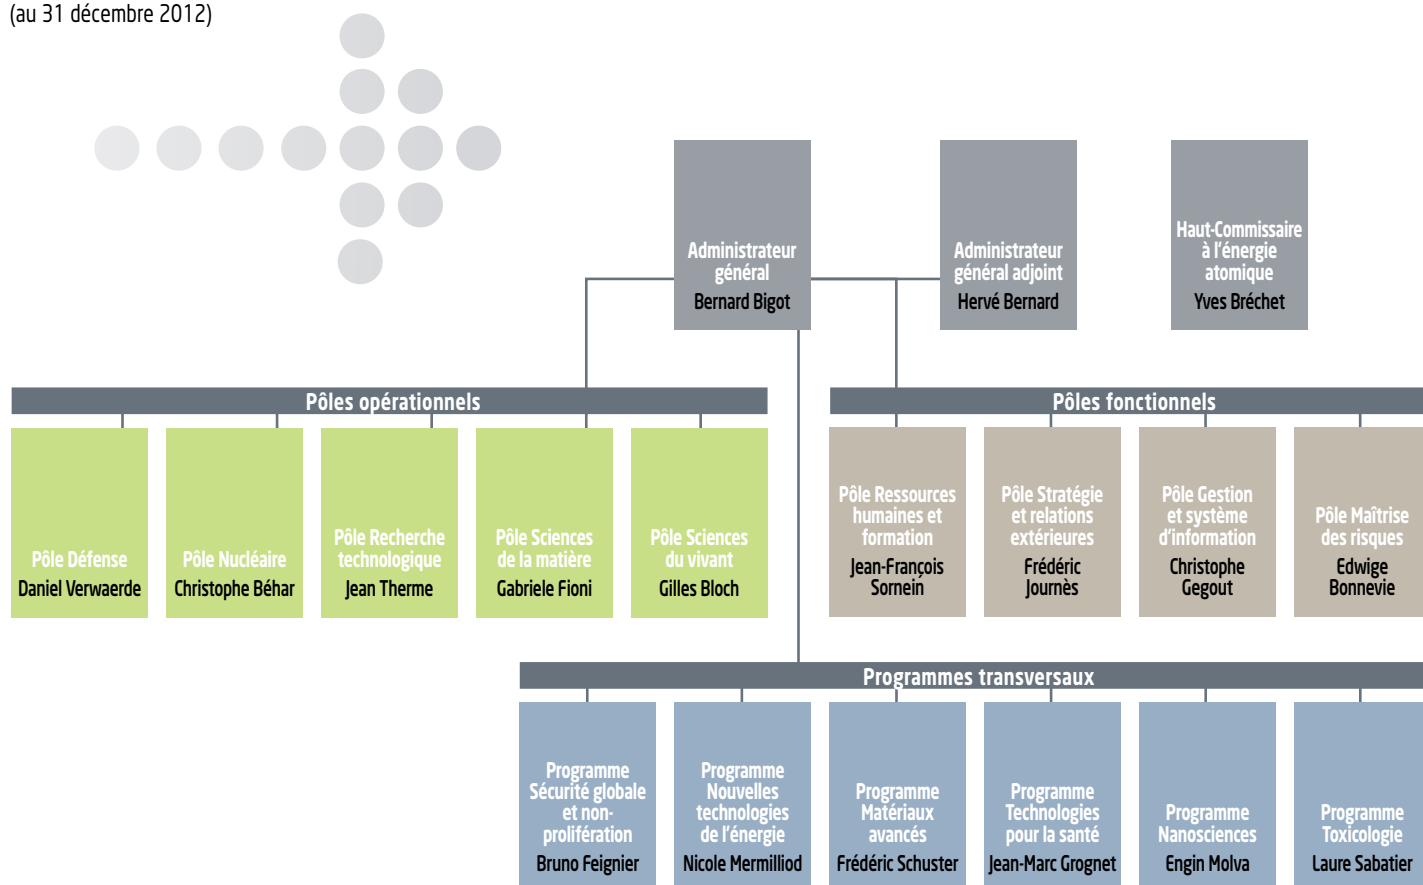 (au 31 décembre 2012)
Administrateur
général
Bernard Bigot
Administrateur
général adjoint
Hervé Bernard
Haut-Commissaire
à l'énergie
atomique
Yves Bréchet
Pôles opérationnels
Pôle Défense
Daniel Verwaerde
Pôle Nucléaire
Christophe Béhar
Pôle Recherche
technologique
Jean Therme
Pôle Sciences
de la matière
Gabriele Fioni
Pôle Sciences
du vivant
Gilles Bloch
Pôles fonctionnels
Pôle Ressources
humaines et
formation
Jean-François
Sornein
Pôle Stratégie
et relations
extérieures
Frédéric
Journès
Pôle Gestion
et système
d'information
Christophe
Gegout
Pôle Maîtrise
des risques
Edwige
Bonnevie
Programmes transversaux
Programme
Sécurité globale
et non-
prolifération
Bruno Feignier
Programme
Nouvelles
technologies
de l'énergie
Nicole Mermilliod
Programme
Matériaux
avancés
Frédéric Schuster
Programme
Technologies
pour la santé
Jean-Marc Grognet
Programme
Nanosciences
Engin Molva
Programme
Toxicologie
Laure Sabatier